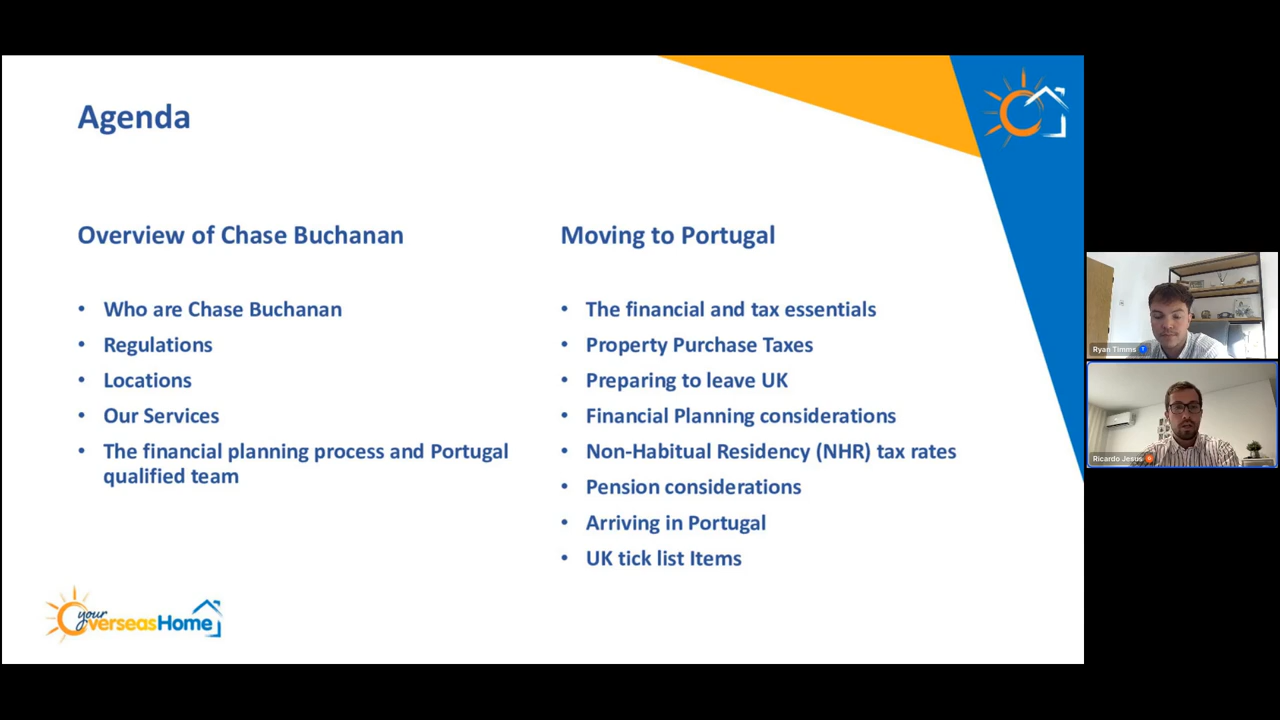 Agenda
Overview of Chase Buchanan
• Who are Chase Buchanan
• Regulations
• Locations
• Our Services
• The financial planning process and Portugal
qualified team
Moving to Portugal
• The financial and tax essentials
• Property Purchase Taxes
• Preparing to leave UK
• Financial Planning considerations
• Non-Habitual Residency (NHR) tax rates
• Pension considerations
• Arriving in Portugal
• UK tick list Items
your
OverseasHome
Ryan Timms
Ricardo Jesus